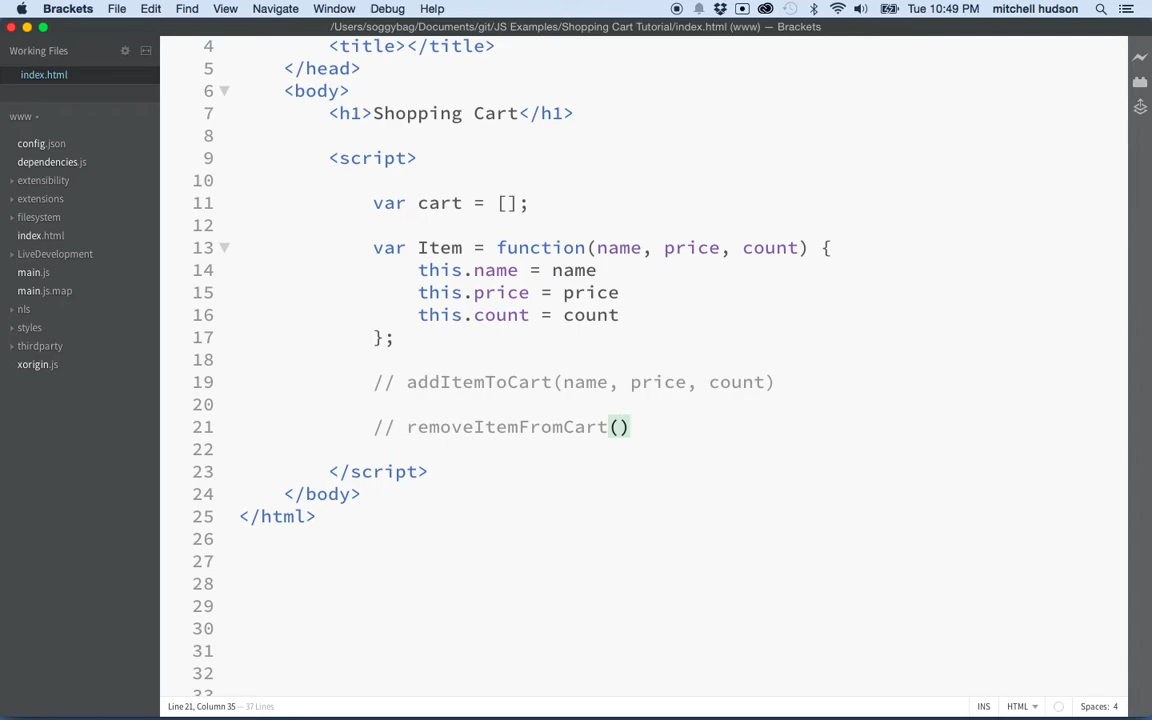 Brackets File Edit Find View Navigate Window Debug Help Tue 10:49 PM mitchell hudson
/Users/soggybag/Documents/git/JS Examples/Shopping Cart Tutorial/index.html (www) — Brackets
Working Files
index.html
www
config.json
dependencies.js
extensibility
extensions
filesystem
index.html
LiveDevelopment
main.js
main.js.map
nls
styles
thirdparty
xorigin.js
4 <title></title>
5 </head>
6 <body>
7 <h1>Shopping Cart</h1>
8
9 <script>
10
11 var cart = [];
12
13 var Item = function(name, price, count) {
14 this.name = name
15 this.price = price
16 this.count = count
17 };
18
19 // addItemToCart(name, price, count)
20
21 // removeItemFromCart()
22
23 </script>
24 </body>
25 </html>
26
27
28
29
30
31
32
33
Line 21, Column 35 — 37 Lines INS HTML Spaces: 4